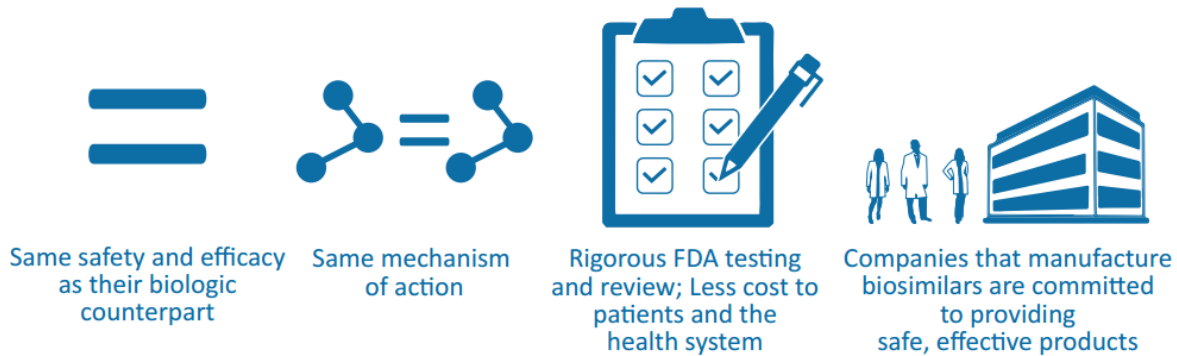 Same safety and efficacy
as their biologic
counterpart
Same mechanism
of action
Rigorous FDA testing
and review; Less cost to
patients and the
health system
Companies that manufacture
biosimilars are committed
to providing
safe, effective products